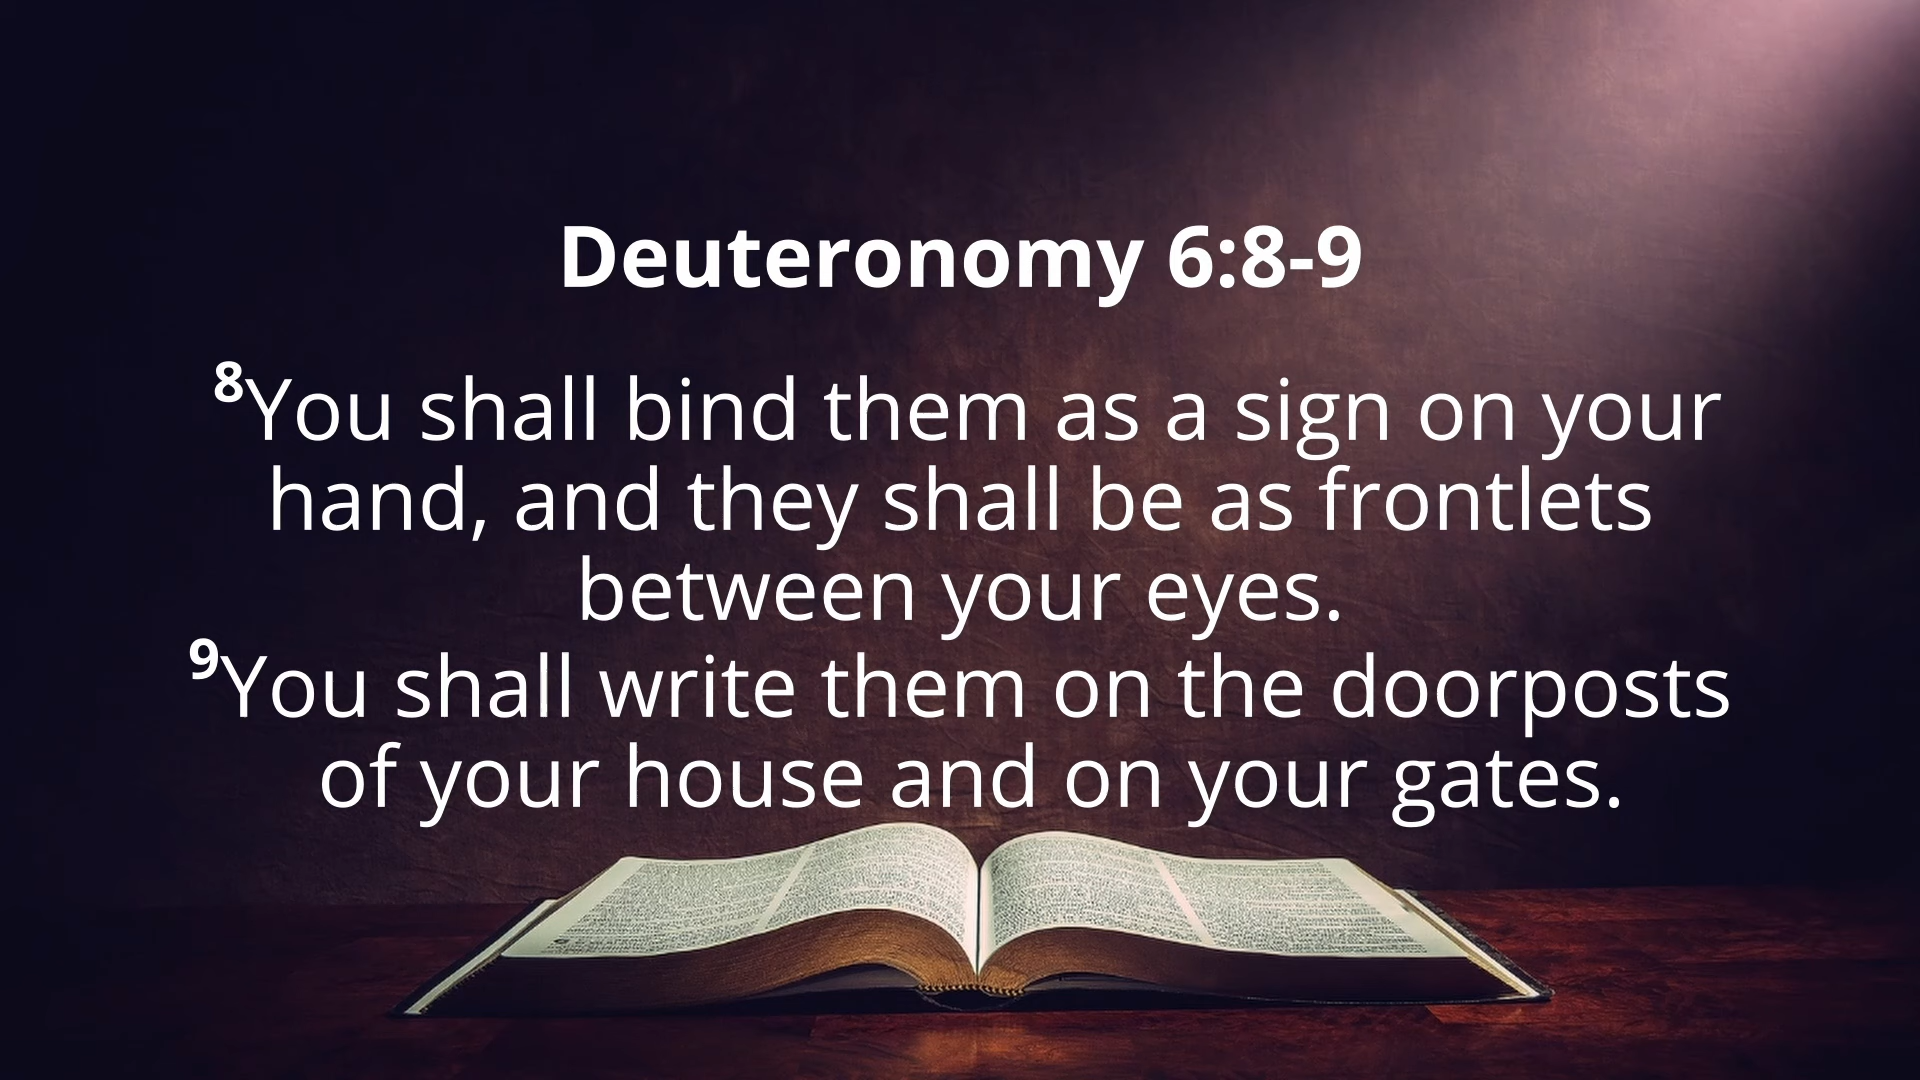 Deuteronomy 6:8-9
⁸You shall bind them as a sign on your
hand, and they shall be as frontlets
between your eyes.
⁹You shall write them on the doorposts
of your house and on your gates.